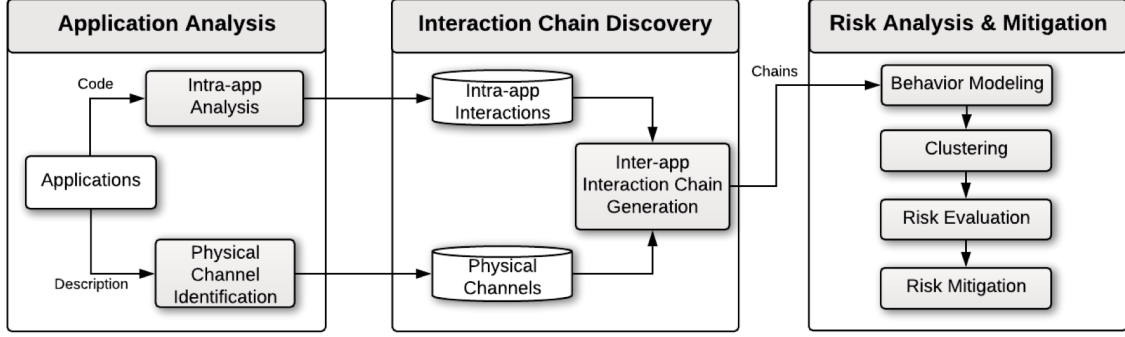 Application Analysis
Code
Intra-app
Analysis
Applications
Description
Physical
Channel
Identification
Interaction Chain Discovery
Intra-app
Interactions
Inter-app
Interaction Chain
Generation
Physical
Channels
Chains
Risk Analysis & Mitigation
Behavior Modeling
Clustering
Risk Evaluation
Risk Mitigation